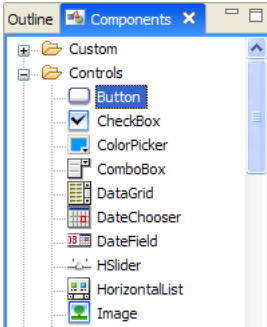 Outline Components
Custom
Controls
Button
CheckBox
ColorPicker
ComboBox
DataGrid
DateChooser
DateField
HSlider
HorizontalList
Image